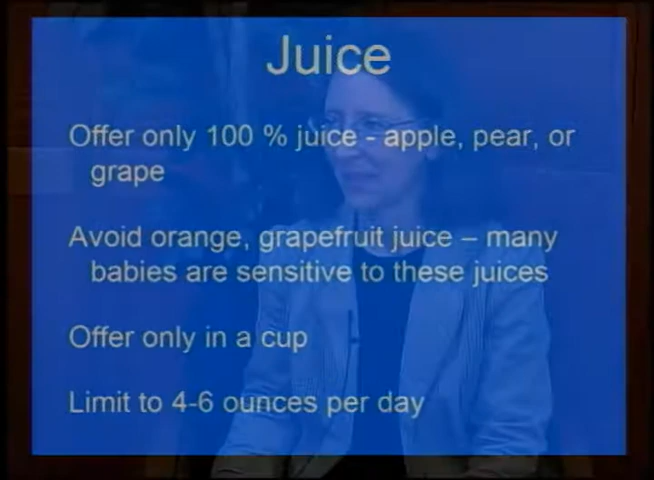 Juice
Offer only 100 % juice - apple, pear, or
grape
Avoid orange, grapefruit juice – many
babies are sensitive to these juices
Offer only in a cup
Limit to 4-6 ounces per day